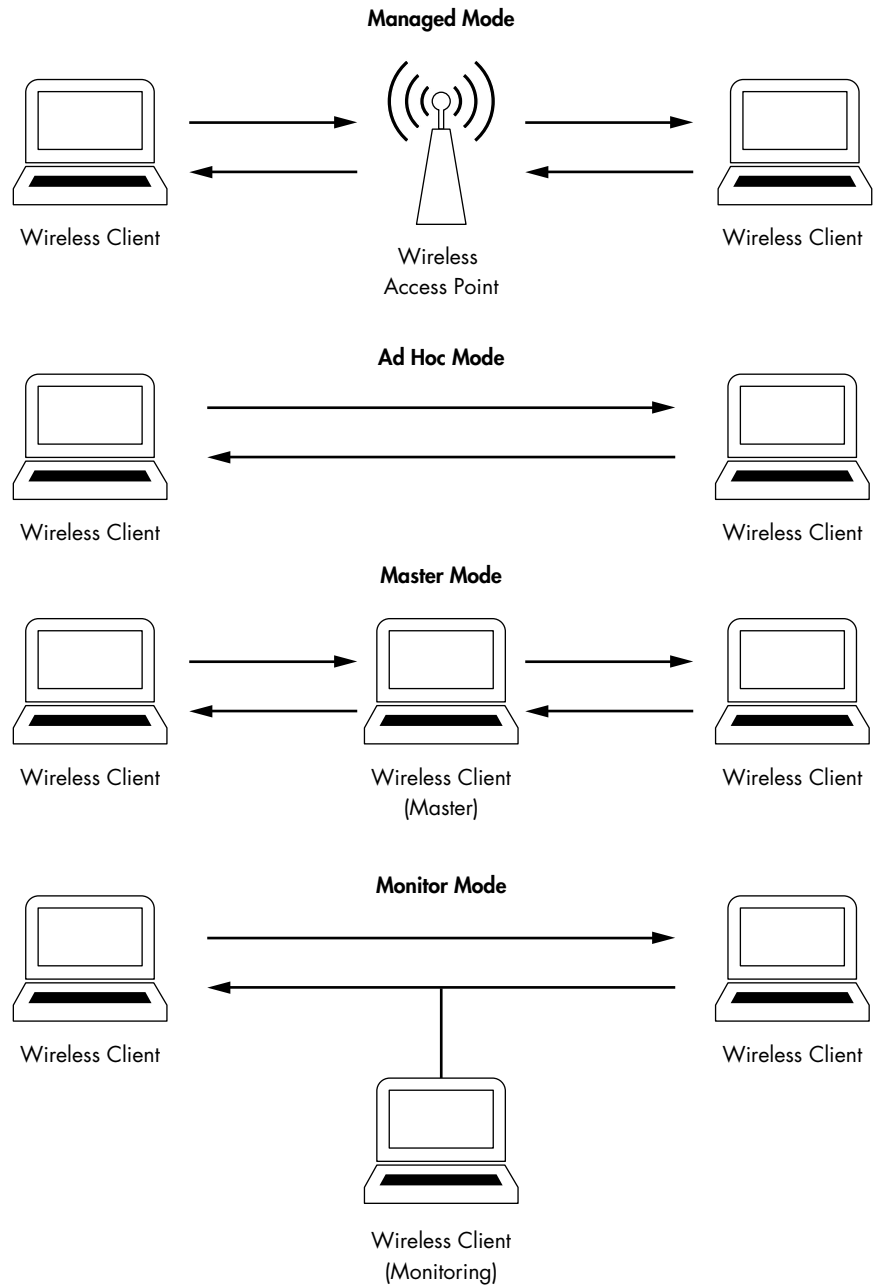 Managed Mode
Wireless Client
Wireless
Access Point
Wireless Client
Ad Hoc Mode
Wireless Client
Wireless Client
Master Mode
Wireless Client
Wireless Client
(Master)
Wireless Client
Monitor Mode
Wireless Client
Wireless Client
Wireless Client
(Monitoring)